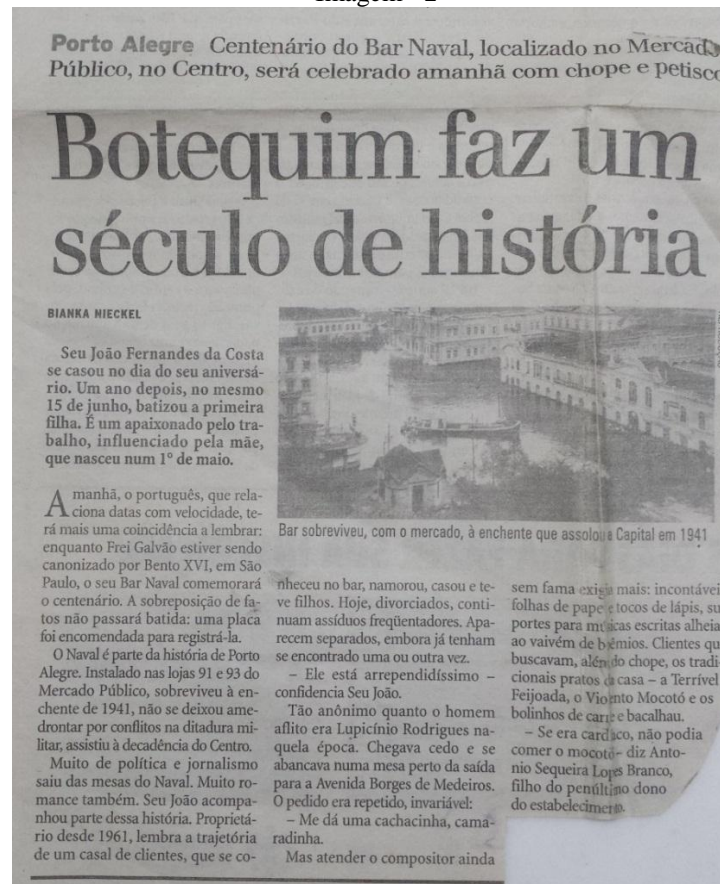 Imagem - 2
Porto Alegre Centenário do Bar Naval, localizado no Mercado
Público, no Centro, será celebrado amanhã com chope e petisco
Botequim faz um
século de história
BIANKA NIECKEL
Seu João Fernandes da Costa
se casou no dia do seu aniversá-
rio. Um ano depois, no mesmo
15 de junho, batizou a primeira
filha. É um apaixonado pelo tra-
balho, influenciado pela mãe,
que nasceu num 1º de maio.
Amanhã, o português, que rela-
ciona datas com velocidade, te-
rá mais uma coincidência a lembrar:
enquanto Frei Galvão estiver sendo
canonizado por Bento XVI, em São
Paulo, o seu Bar Naval comemorará
o centenário. A sobreposição de fa-
tos não passará batida: uma placa
foi encomendada para registrá-la.
O Naval é parte da história de Porto
Alegre. Instalado nas lojas 91 e 93 do
Mercado Público, sobreviveu à en-
chente de 1941, não se deixou ame-
drontar por conflitos na ditadura mi-
litar, assistiu à decadência do Centro.
Muito de política e jornalismo
saiu das mesas do Naval. Muito ro-
mance também. Seu João acompa-
nhou parte dessa história. Proprietá-
rio desde 1961, lembra a trajetória
de um casal de clientes, que se co-
Bar sobreviveu, com o mercado, à enchente que assolou a Capital em 1941
nheceu no bar, namorou, casou e te-
ve filhos. Hoje, divorciados, conti-
nuam assíduos freqüentadores. Apa-
recem separados, embora já tenham
se encontrado uma ou outra vez.
– Ele está arrependidíssimo –
confidencia Seu João.
Tão anônimo quanto o homem
aflito era Lupicínio Rodrigues na-
quela época. Chegava cedo e se
abancava numa mesa perto da saída
para a Avenida Borges de Medeiros.
O pedido era repetido, invariável:
– Me dá uma cachacinha, cama-
radinha.
Mas atender o compositor ainda
sem fama exigia mais: incontávei
folhas de papel e tocos de lápis, su
portes para músicas escritas alheia
ao vaivém de boêmios. Clientes qu
buscavam, além do chope, os tradi-
cionais pratos da casa – a Terrível
Feijoada, o Violento Mocotó e os
bolinhos de carne e bacalhau.
– Se era cardíaco, não podia
comer o mocotó – diz Anto-
nio Sequeira Lopes Branco,
filho do penúltimo dono
do estabelecimento.